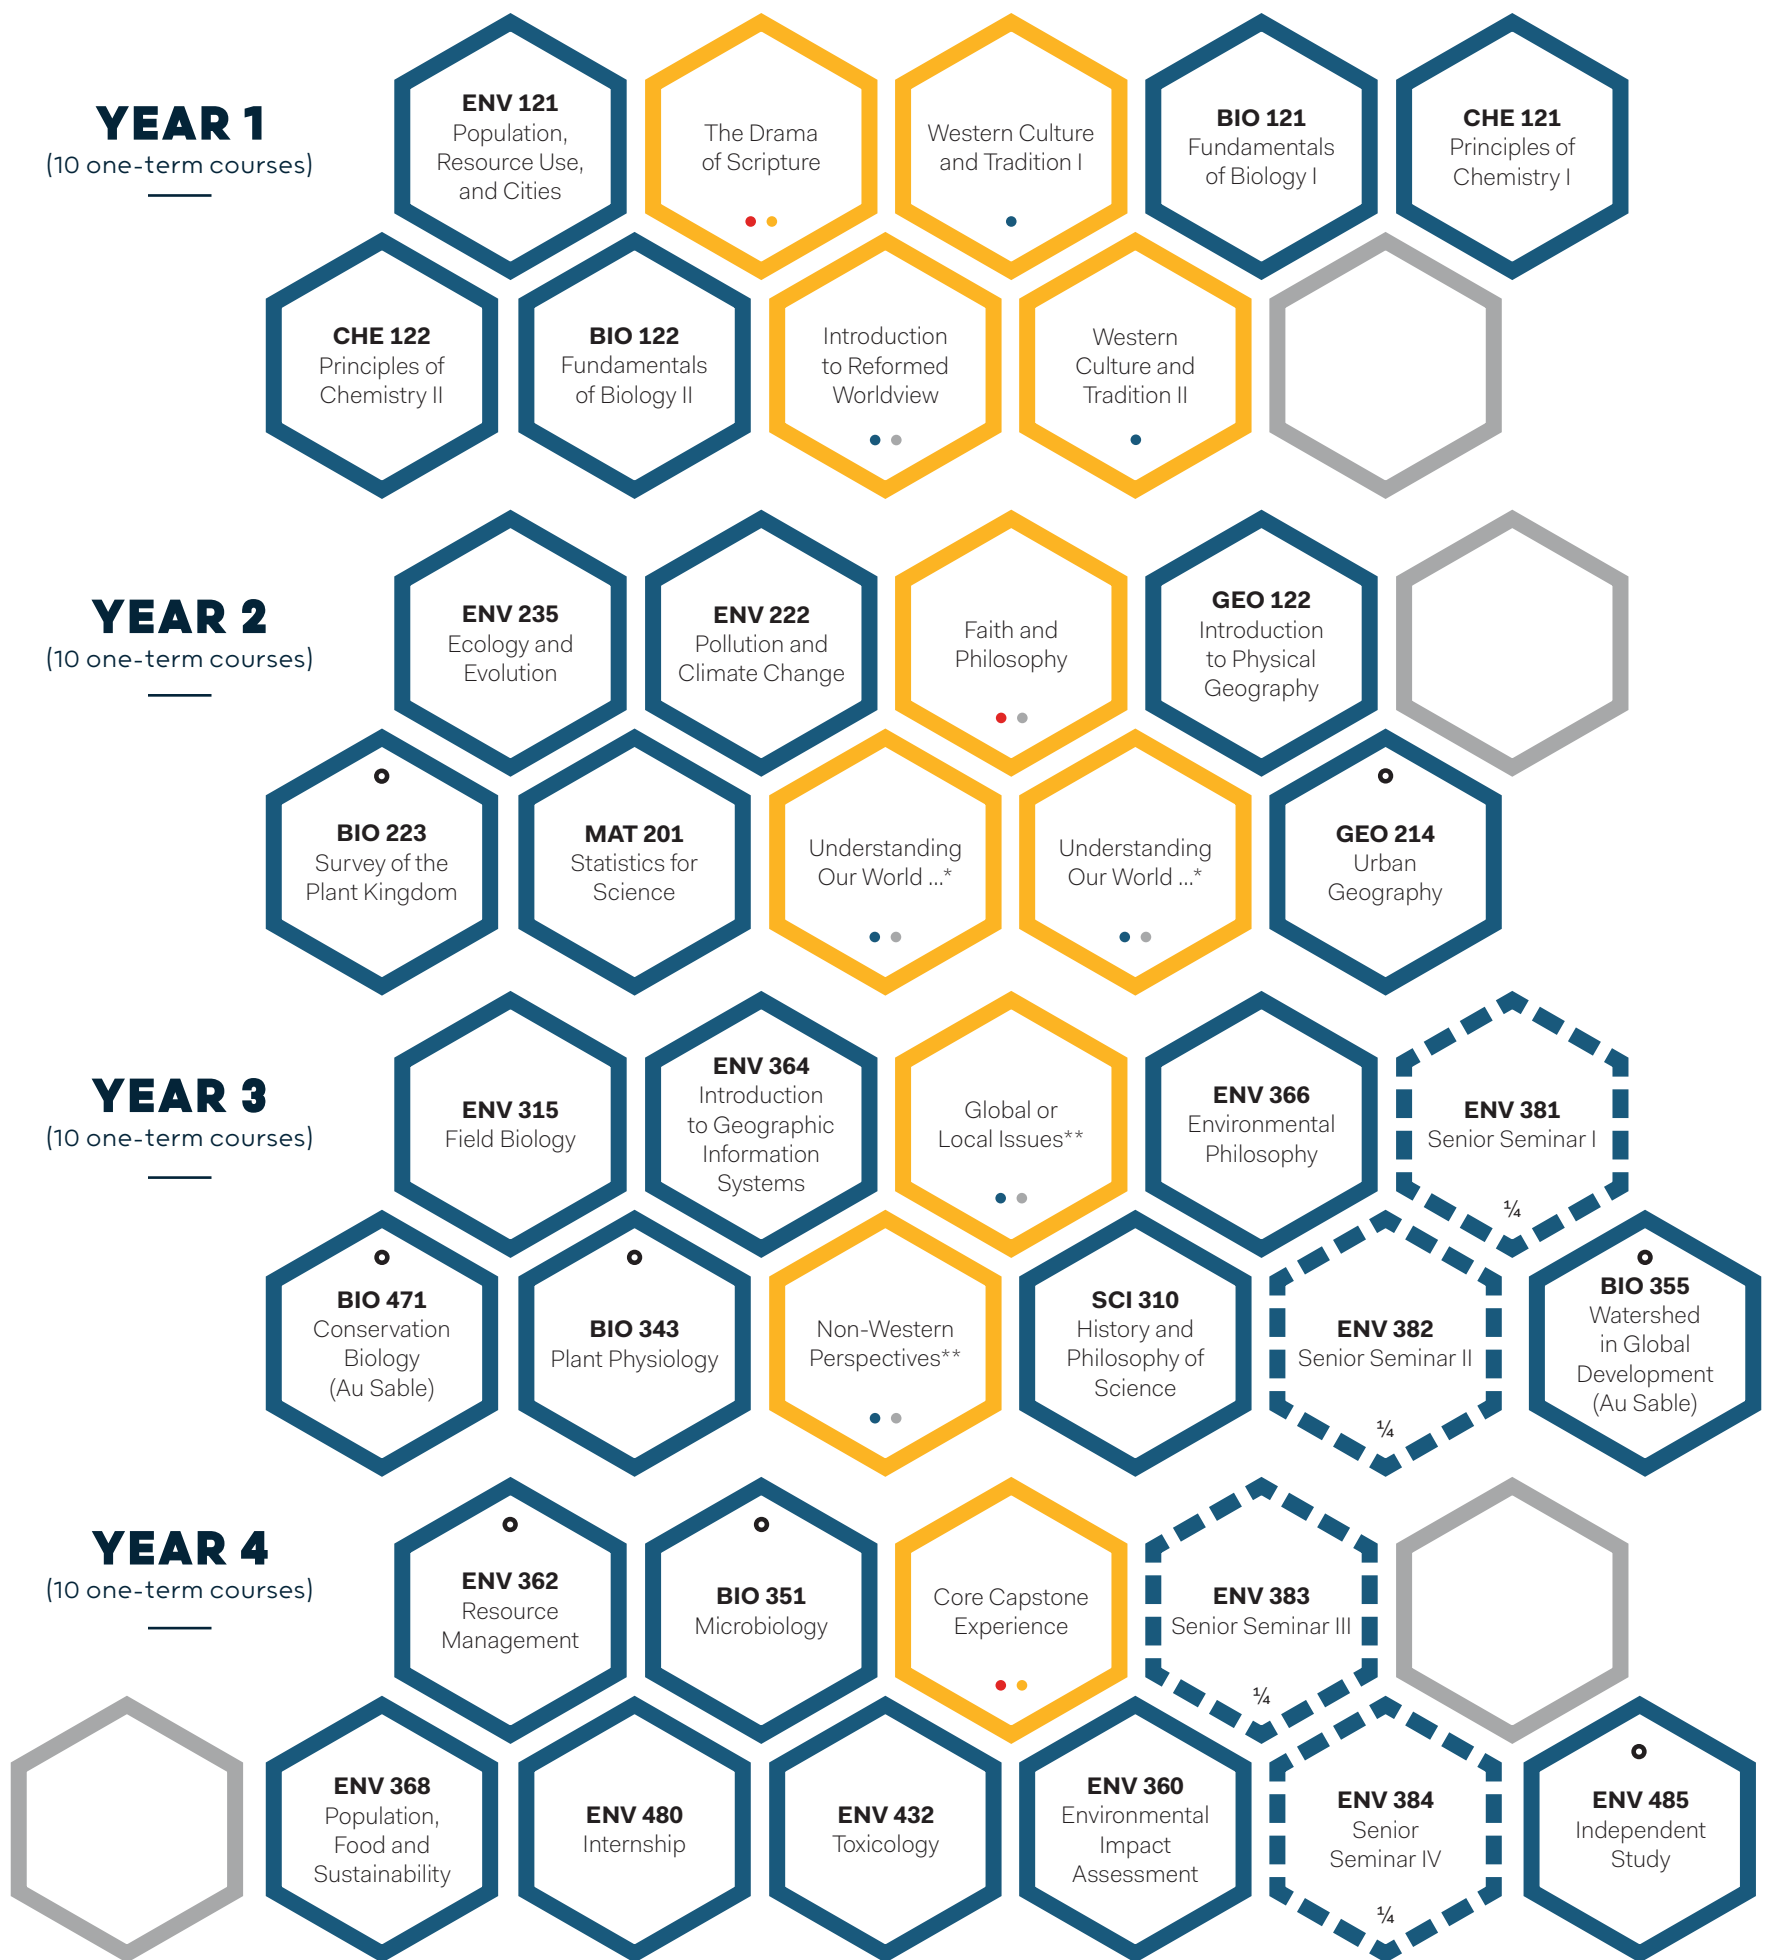 YEAR 1
(10 one-term courses)
ENV 121
Population,
Resource Use,
and Cities
The Drama
of Scripture
Western Culture
and Tradition I
BIO 121
Fundamentals
of Biology I
CHE 121
Principles of
Chemistry I
CHE 122
Principles of
Chemistry II
BIO 122
Fundamentals
of Biology II
Introduction
to Reformed
Worldview
Western
Culture and
Tradition II
YEAR 2
(10 one-term courses)
ENV 235
Ecology and
Evolution
ENV 222
Pollution and
Climate Change
Faith and
Philosophy
GEO 122
Introduction
to Physical
Geography
BIO 223
Survey of the
Plant Kingdom
MAT 201
Statistics for
Science
Understanding
Our World ...*
Understanding
Our World ...*
GEO 214
Urban
Geography
YEAR 3
(10 one-term courses)
ENV 315
Field Biology
ENV 364
Introduction
to Geographic
Information
Systems
Global or
Local Issues**
ENV 366
Environmental
Philosophy
ENV 381
Senior Seminar I
¼
BIO 471
Conservation
Biology
(Au Sable)
BIO 343
Plant Physiology
Non-Western
Perspectives**
SCI 310
History and
Philosophy of
Science
ENV 382
Senior Seminar II
¼
BIO 355
Watershed
in Global
Development
(Au Sable)
YEAR 4
(10 one-term courses)
ENV 362
Resource
Management
BIO 351
Microbiology
Core Capstone
Experience
ENV 383
Senior Seminar III
¼
ENV 368
Population,
Food and
Sustainability
ENV 480
Internship
ENV 432
Toxicology
ENV 360
Environmental
Impact
Assessment
ENV 384
Senior
Seminar IV
¼
ENV 485
Independent
Study